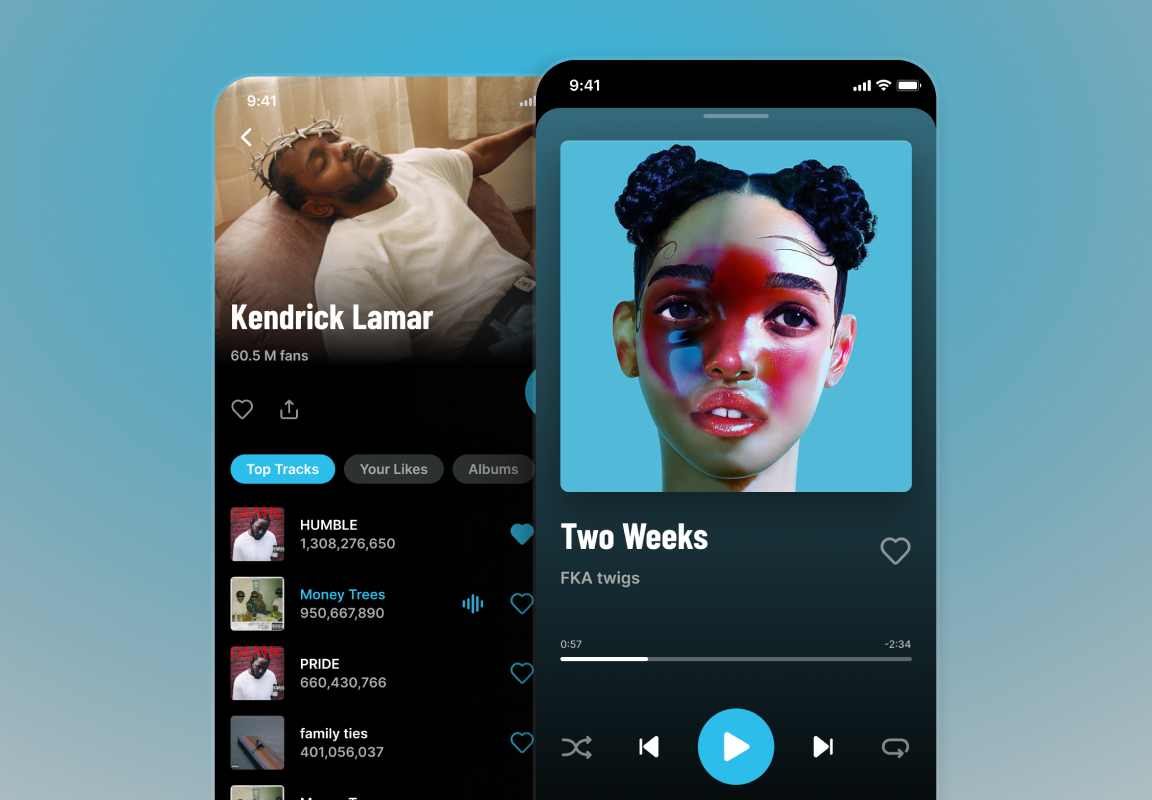 9:41
Kendrick Lamar
60.5 M fans
Top Tracks
Your Likes
Albums
DAMN.
HUMBLE
1,308,276,650
Money Trees
950,667,890
DAMN.
PRIDE
660,430,766
family ties
401,056,037
9:41
Two Weeks
FKA twigs
0:57
-2:34